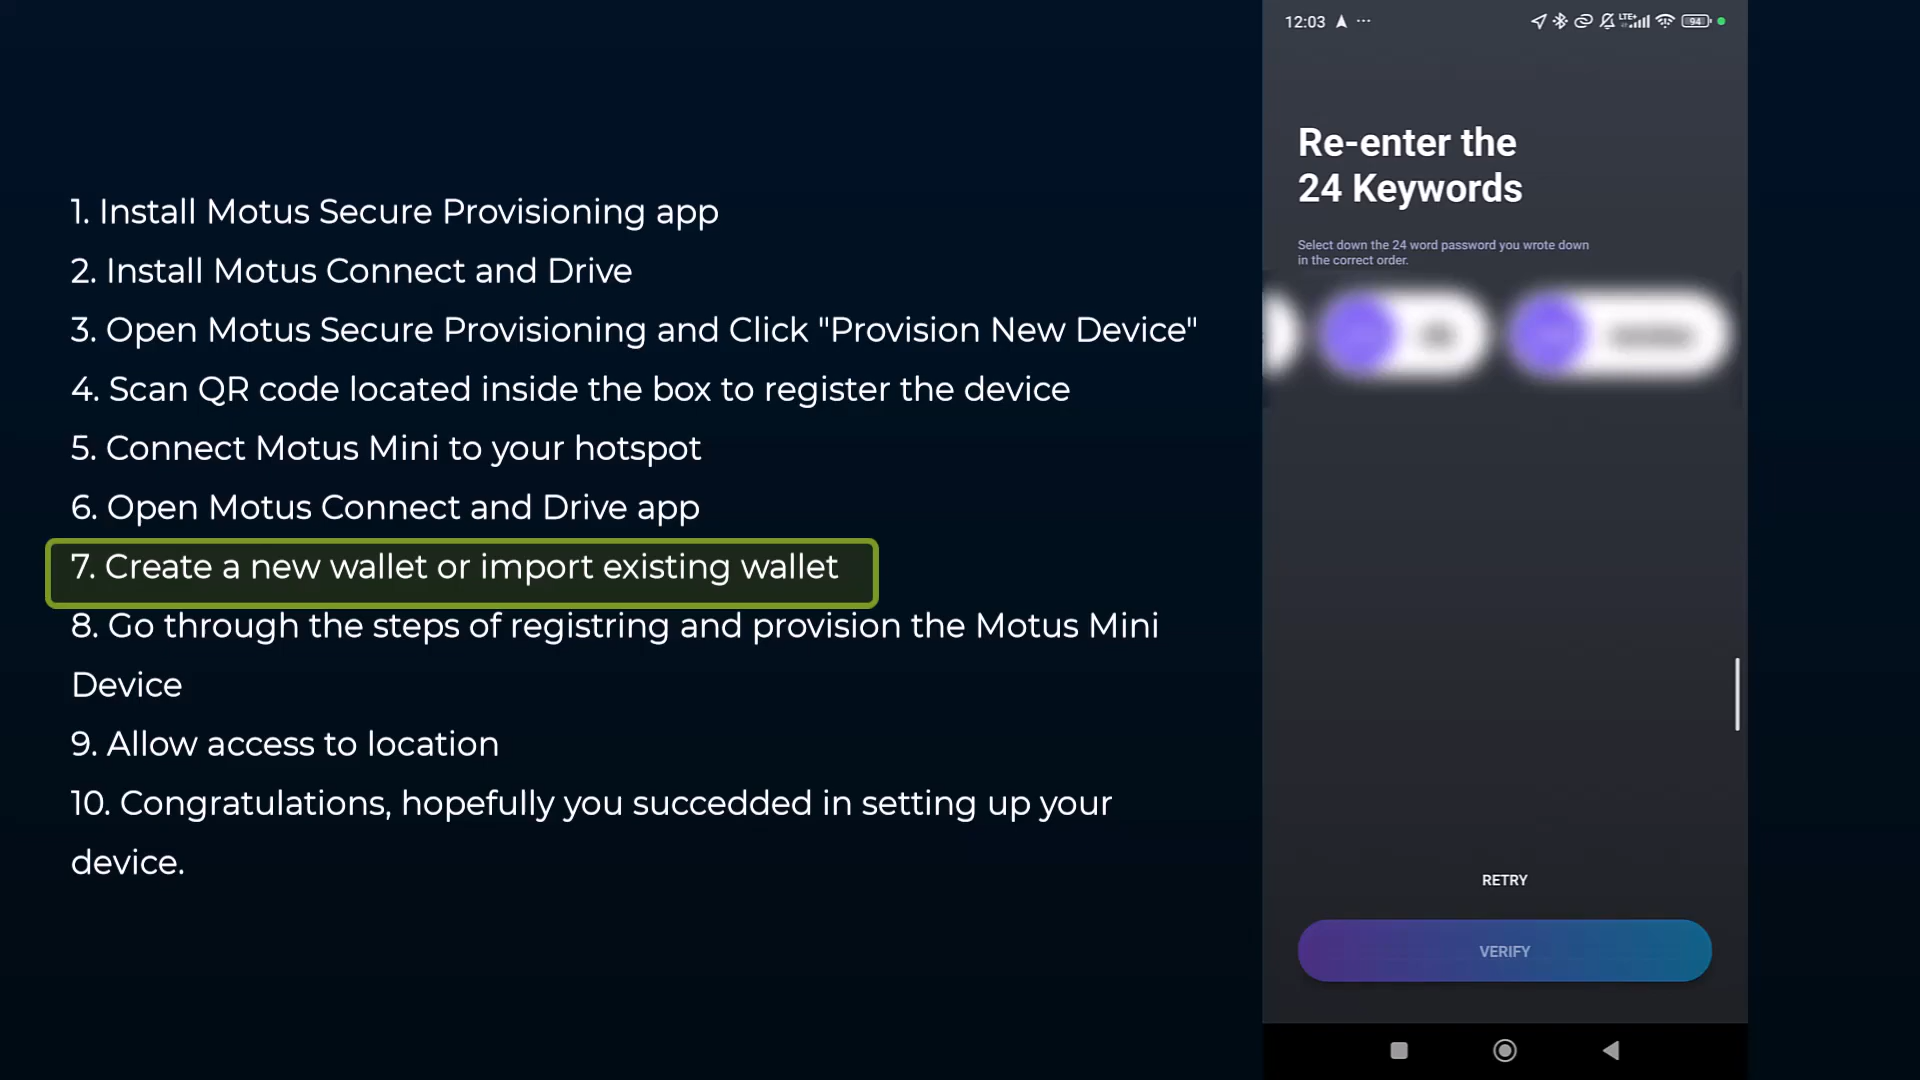 1. Install Motus Secure Provisioning app
2. Install Motus Connect and Drive
3. Open Motus Secure Provisioning and Click "Provision New Device"
4. Scan QR code located inside the box to register the device
5. Connect Motus Mini to your hotspot
6. Open Motus Connect and Drive app
7. Create a new wallet or import existing wallet
8. Go through the steps of registring and provision the Motus Mini
Device
9. Allow access to location
10. Congratulations, hopefully you succedded in setting up your
device.
12:03
LTE+
94
Re-enter the
24 Keywords
Select down the 24 word password you wrote down
in the correct order.
RETRY
VERIFY